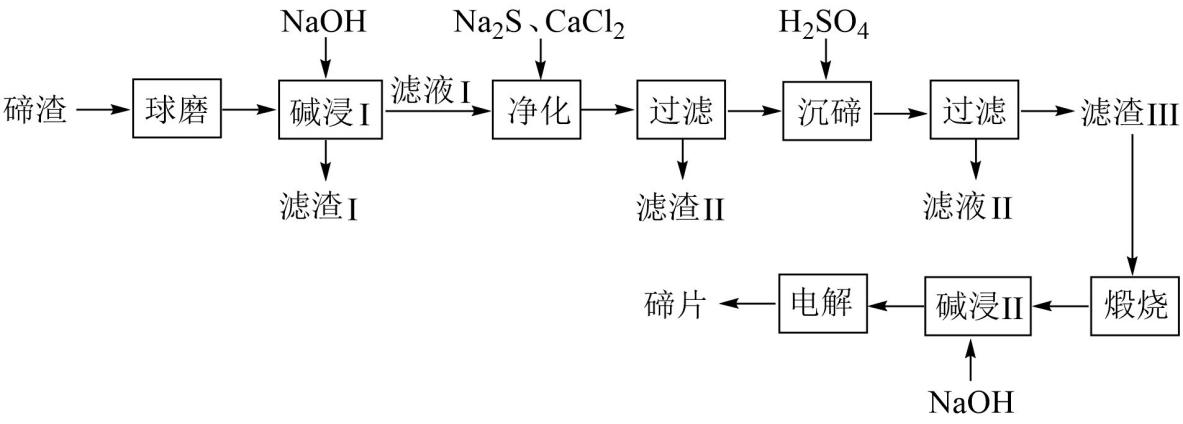 NaOH
Na₂S、CaCl₂
H₂SO₄
碲渣
球磨
碱浸Ⅰ
滤液Ⅰ
净化
过滤
沉碲
过滤
滤渣III
滤渣Ⅰ
滤渣II
滤液II
碲片
电解
碱浸II
煅烧
NaOH